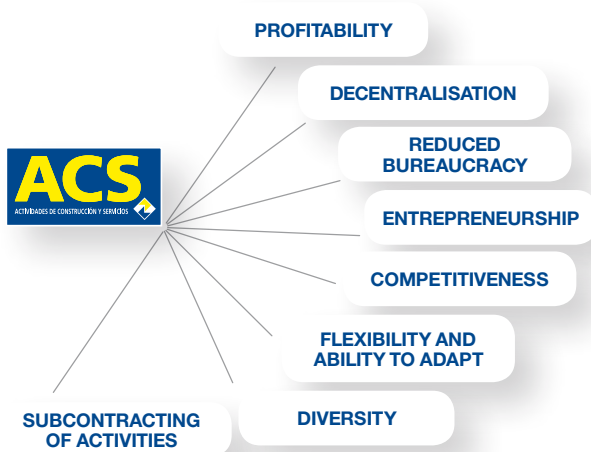 PROFITABILITY
DECENTRALISATION
REDUCED
BUREAUCRACY
ACS
ACTIVIDADES DE CONSTRUCCIÓN Y SERVICIOS
ENTREPRENEURSHIP
COMPETITIVENESS
FLEXIBILITY AND
ABILITY TO ADAPT
DIVERSITY
SUBCONTRACTING
OF ACTIVITIES